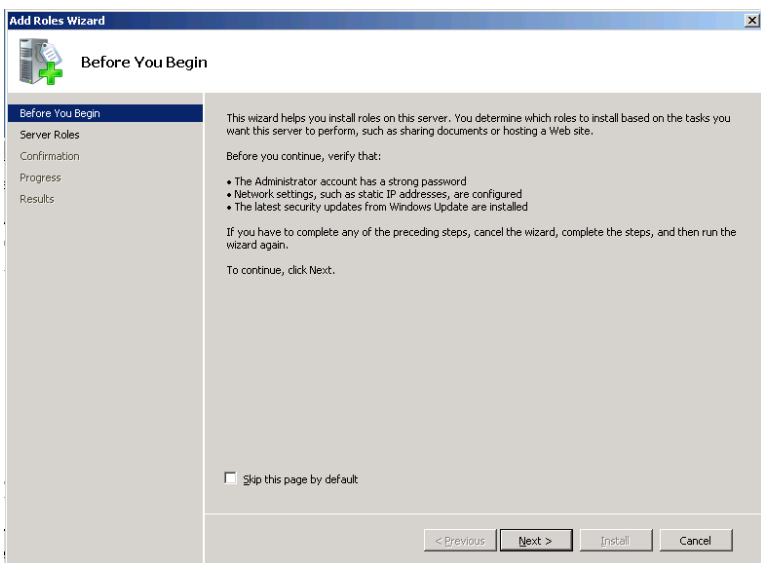 Add Roles Wizard
Before You Begin
Before You Begin
Server Roles
Confirmation
Progress
Results
This wizard helps you install roles on this server. You determine which roles to install based on the tasks you
want this server to perform, such as sharing documents or hosting a Web site.
Before you continue, verify that:
• The Administrator account has a strong password
• Network settings, such as static IP addresses, are configured
• The latest security updates from Windows Update are installed
If you have to complete any of the preceding steps, cancel the wizard, complete the steps, and then run the
wizard again.
To continue, click Next.
Skip this page by default
< Previous
Next >
Install
Cancel